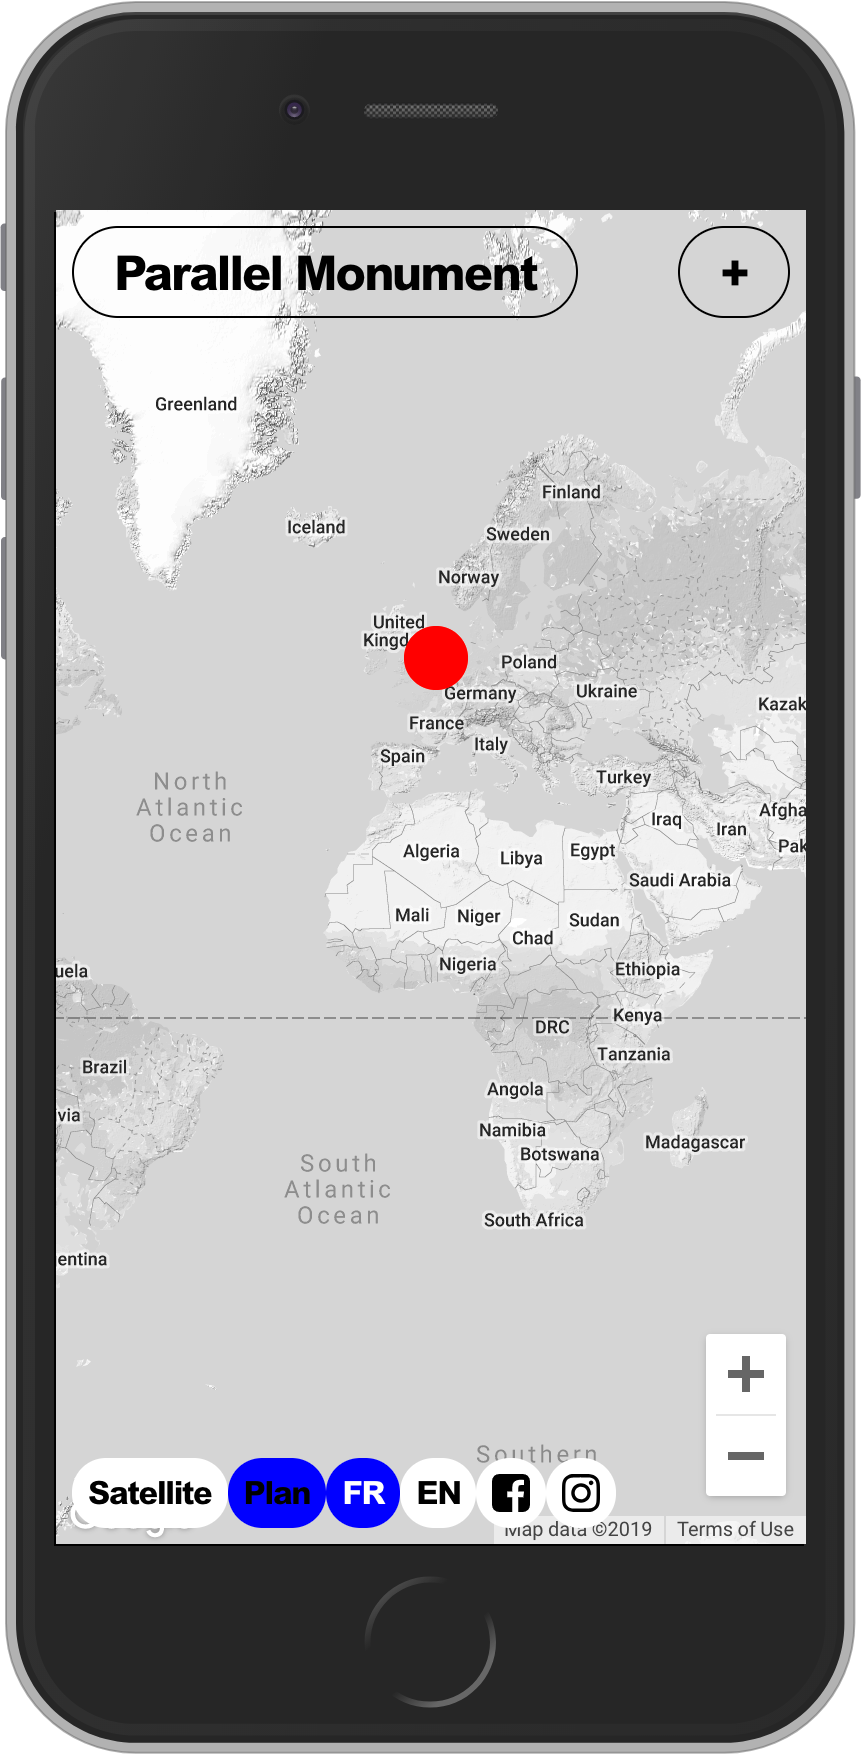 Parallel Monument
+
Greenland
Finland
Iceland
Sweden
Norway
United
Kingd
Poland
Germany
Ukraine
Kazak
France
Italy
Spain
Turkey
North
Atlantic
Ocean
Iraq
Iran
Afgha
Pak
Algeria
Libya
Egypt
Saudi Arabia
Mali
Niger
Sudan
Chad
Nigeria
Ethiopia
uela
Kenya
DRC
Tanzania
Brazil
Angola
via
Namibia
Madagascar
Botswana
South
Atlantic
Ocean
South Africa
entina
+
−
Southern
Satellite Plan FR EN
Google
Map data ©2019 Terms of Use